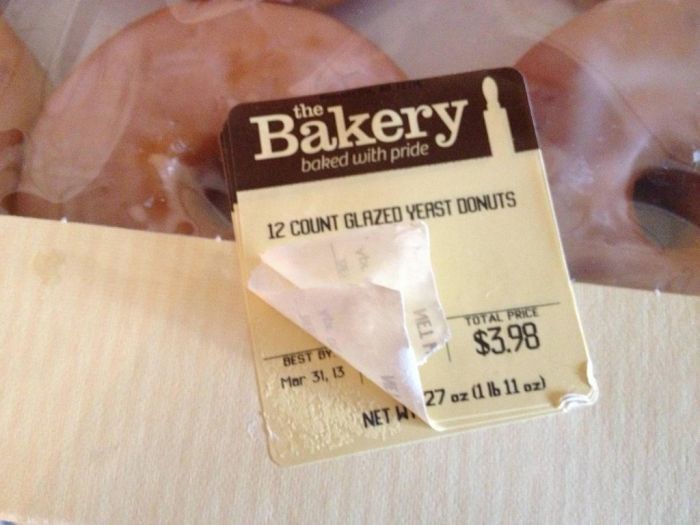 the
Bakery
baked with pride
12 COUNT GLAZED YEAST DONUTS
TOTAL PRICE
$3.98
BEST BY
Mar 31, 13
NET WT 27 oz (1 lb 11 oz)